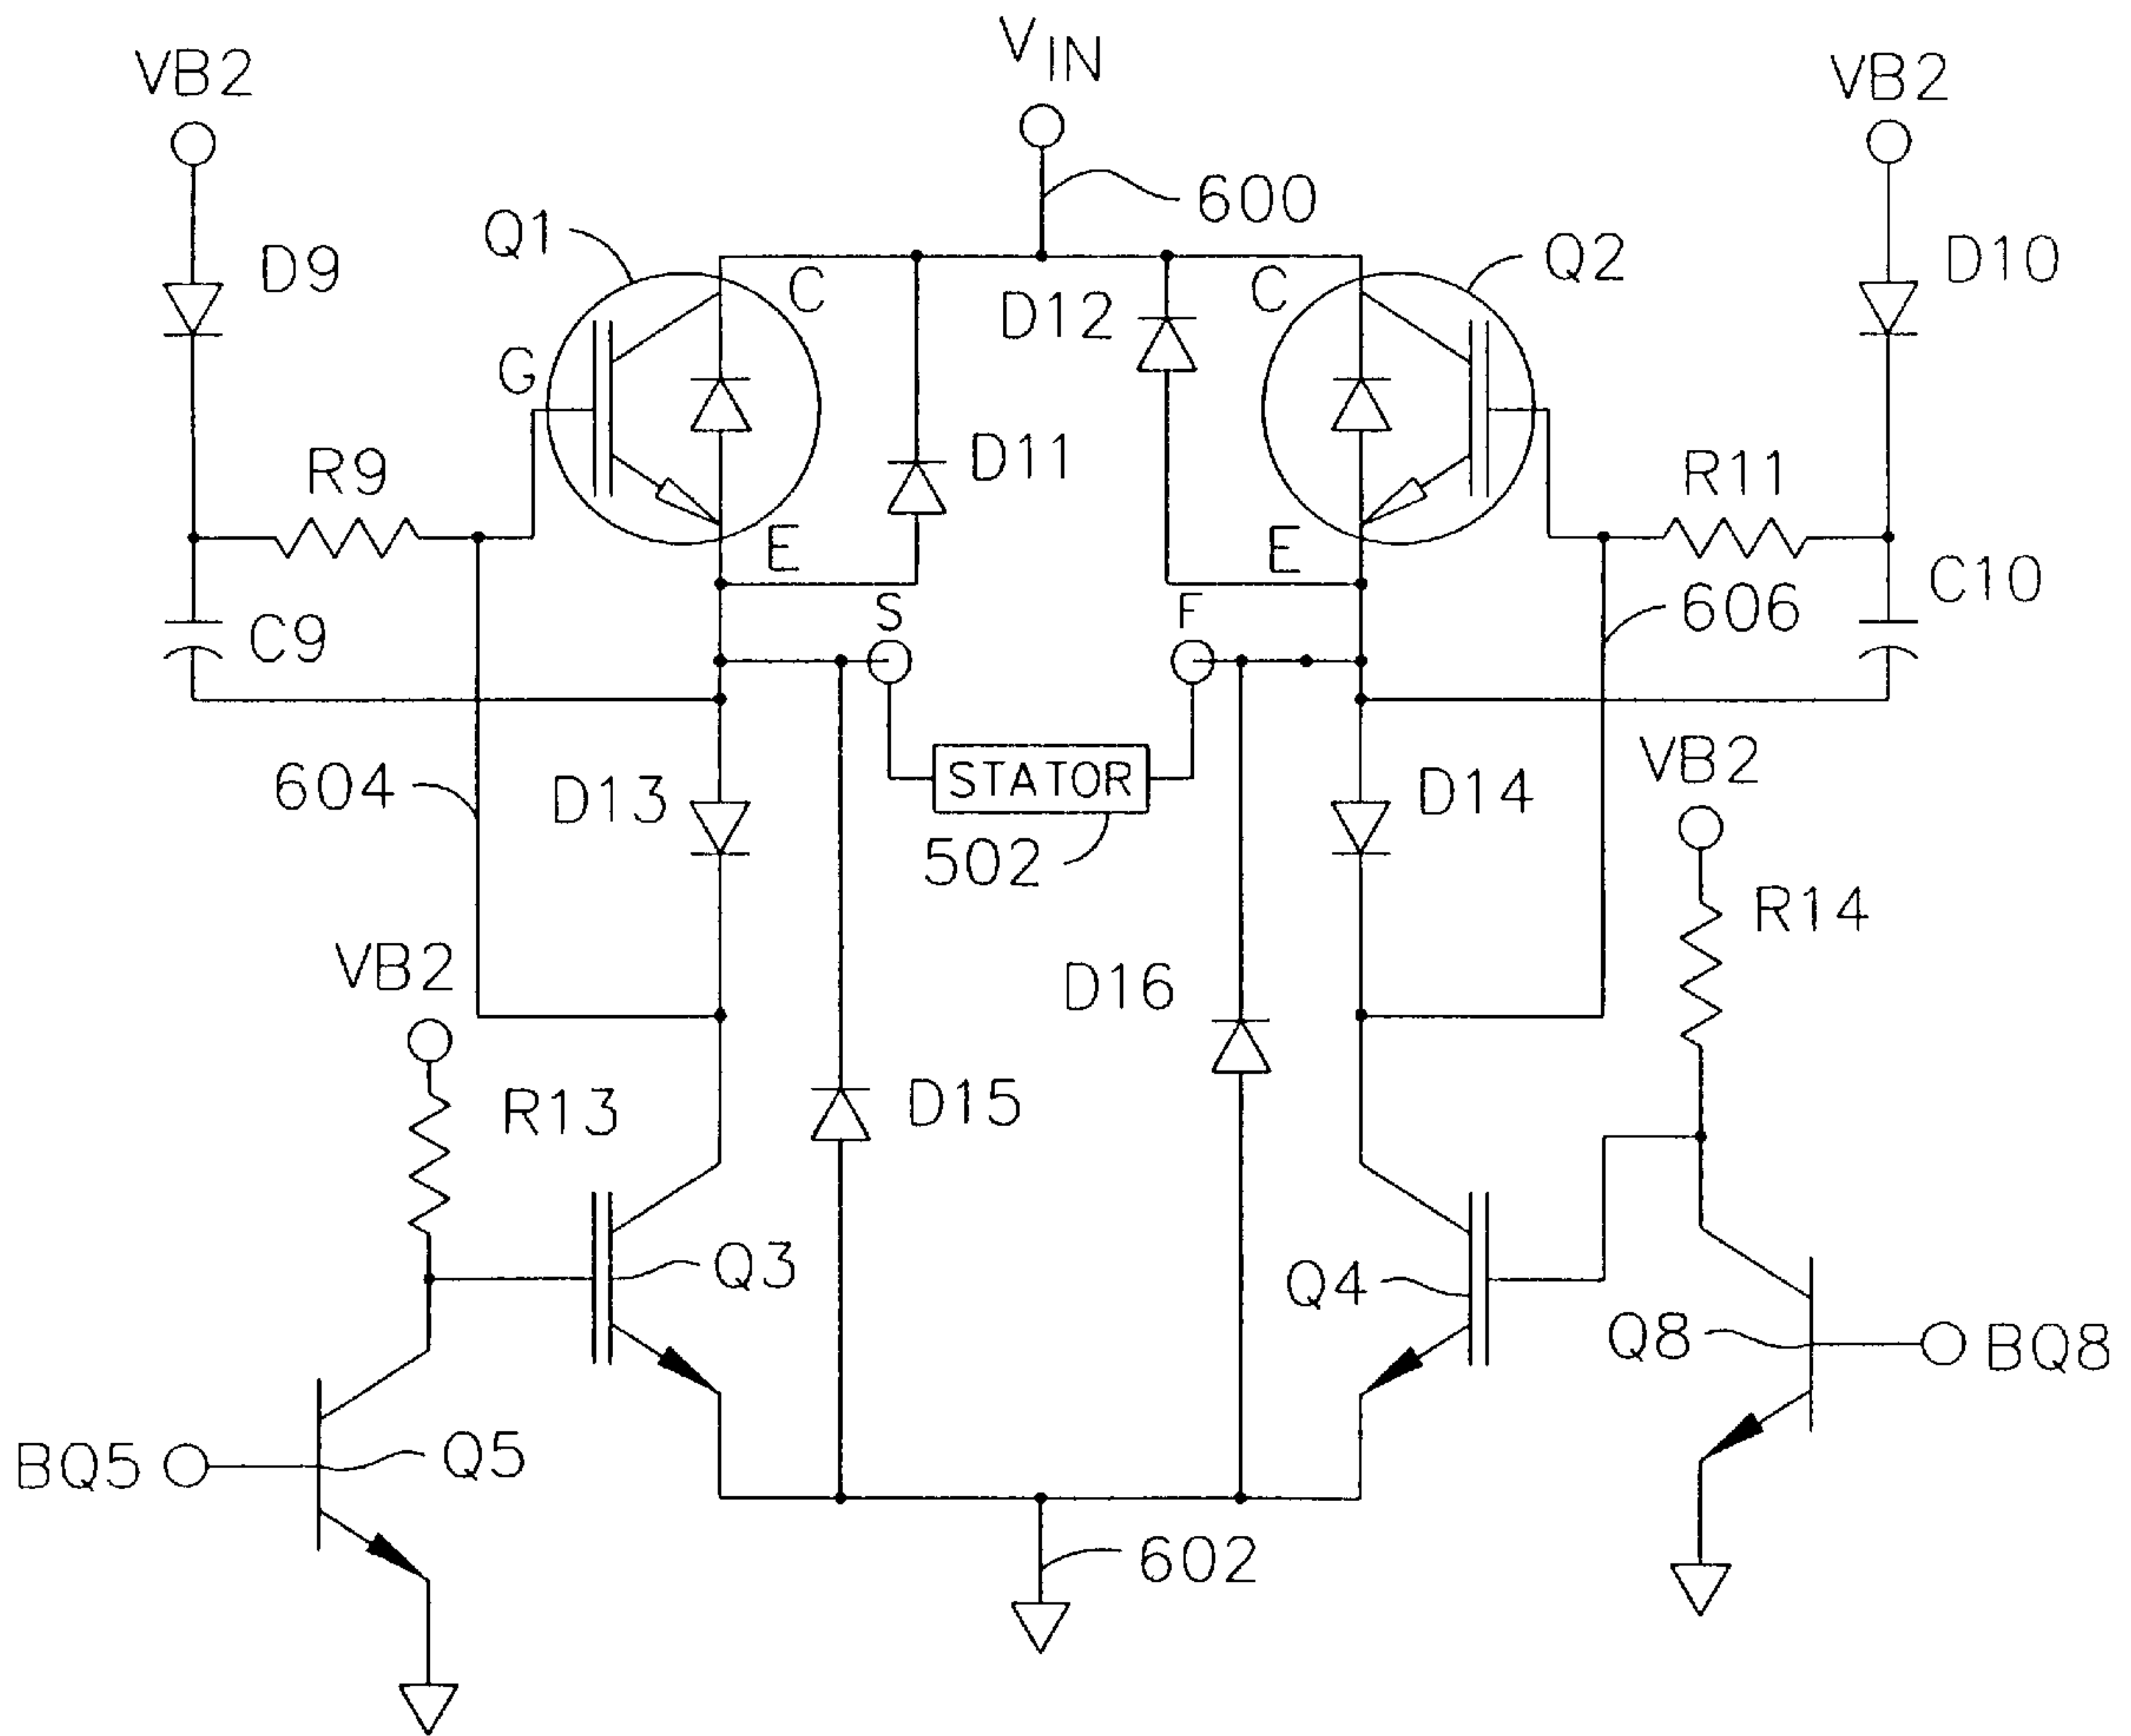 VB2
VIN
VB2
600
Q1
Q2
D9
D10
C
C
D12
G
D11
R9
R11
E
E
C10
S
F
606
C9
VB2
604
D13
STATOR
D14
502
R14
VB2
D16
R13
D15
Q3
Q4
Q8
BQ8
BQ5
Q5
602